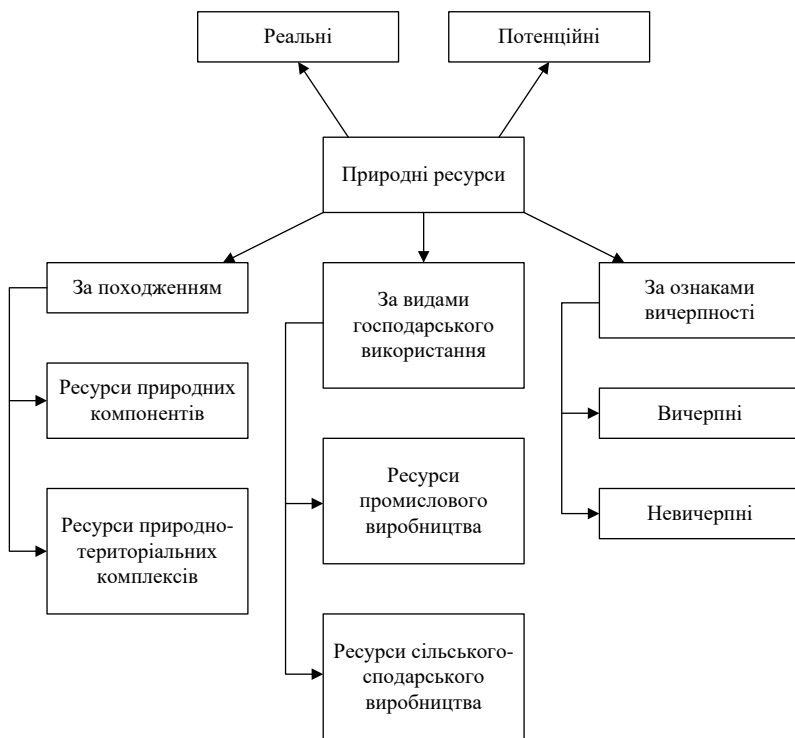 Реальні
Потенційні
Природні ресурси
За походженням
Ресурси природних
компонентів
Ресурси природно-
територіальних
комплексів
За видами
господарського
використання
Ресурси
промислового
виробництва
Ресурси сільського-
сподарського
виробництва
За ознаками
вичерпності
Вичерпні
Невичерпні